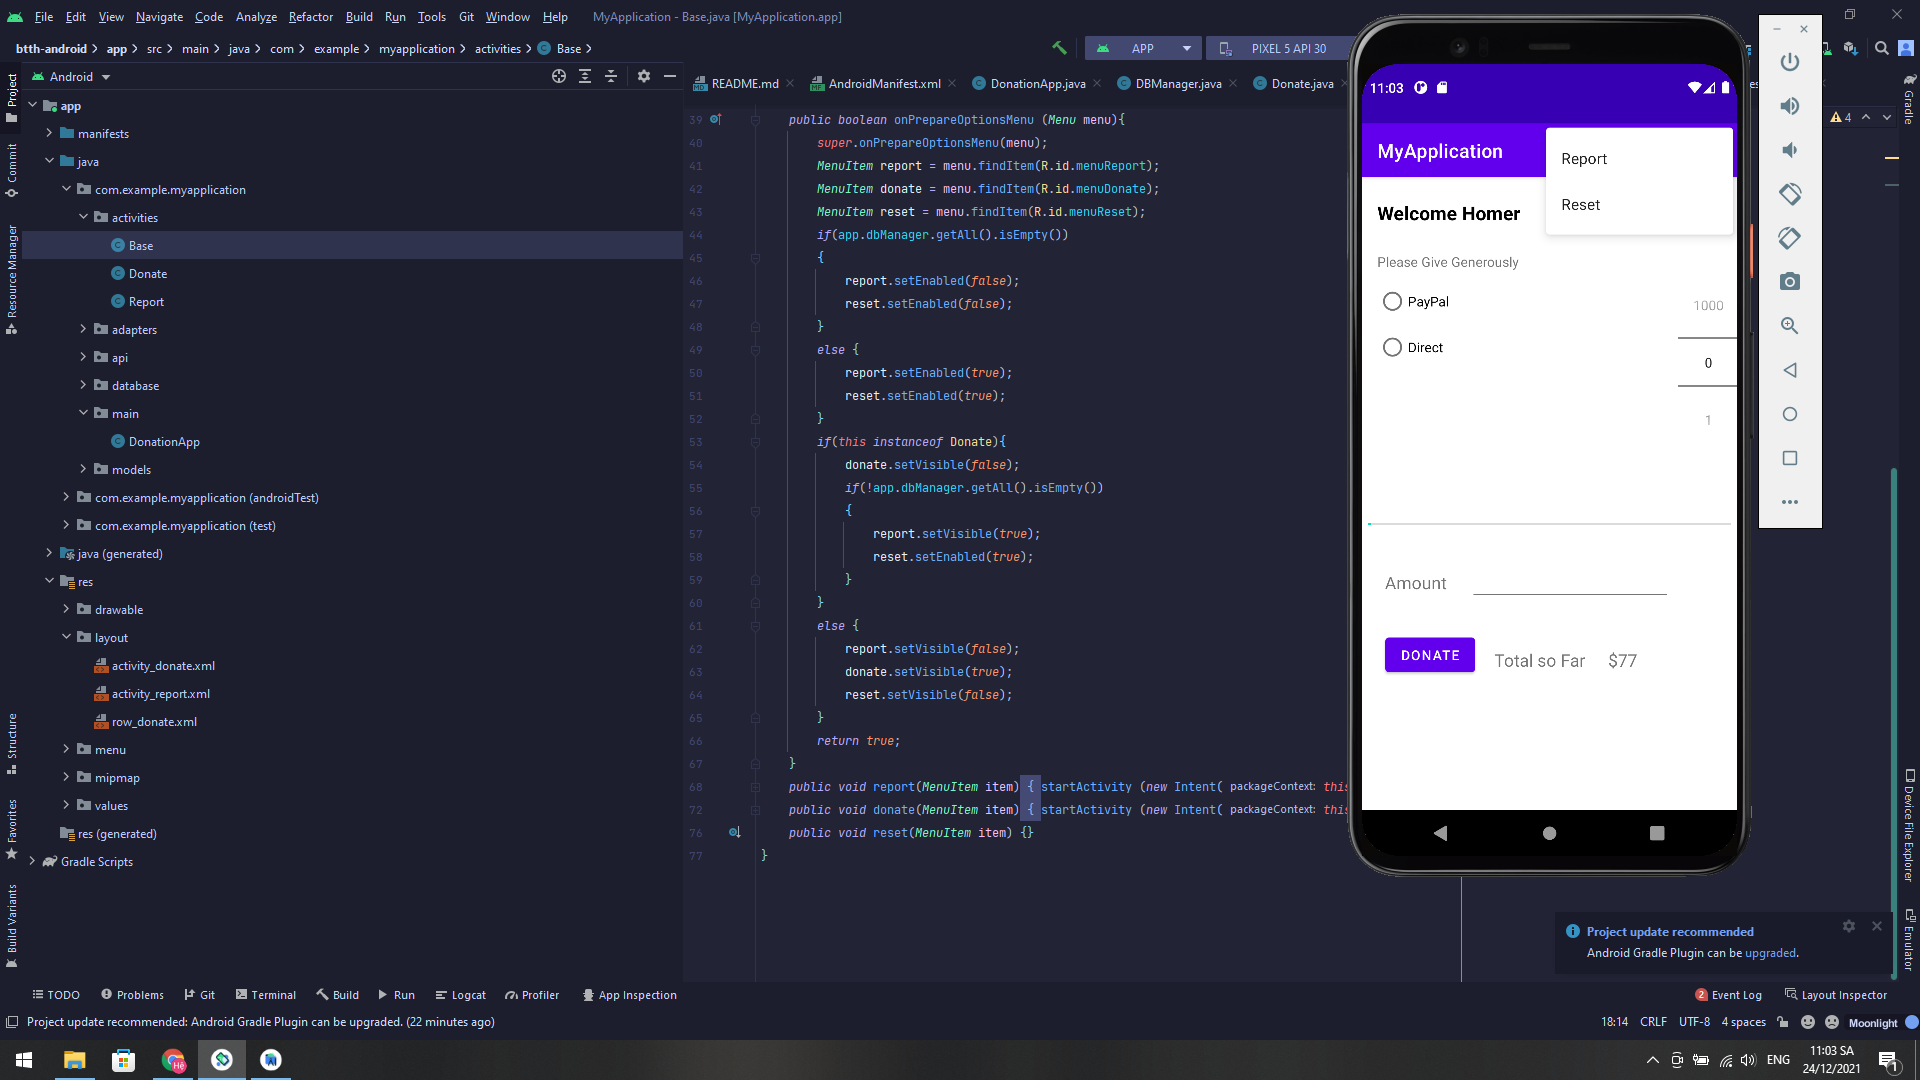 File Edit View Navigate Code Analyze Refactor Build Run Tools Git Window Help MyApplication - Base.java [MyApplication.app]
btth-android app src main java com example myapplication activities Base APP PIXEL 5 API 30
Android
README.md AndroidManifest.xml DonationApp.java DBManager.java Donate.java
Project
Commit
Resource Manager
Structure
Favorites
Build Variants
app
manifests
java
com.example.myapplication
activities
Base
Donate
Report
adapters
api
database
main
DonationApp
models
com.example.myapplication (androidTest)
com.example.myapplication (test)
java (generated)
res
drawable
layout
activity_donate.xml
activity_report.xml
row_donate.xml
menu
mipmap
values
res (generated)
Gradle Scripts
39 public boolean onPrepareOptionsMenu (Menu menu){
40 super.onPrepareOptionsMenu(menu);
41 MenuItem report = menu.findItem(R.id.menuReport);
42 MenuItem donate = menu.findItem(R.id.menuDonate);
43 MenuItem reset = menu.findItem(R.id.menuReset);
44 if(app.dbManager.getAll().isEmpty())
45 {
46 report.setEnabled(false);
47 reset.setEnabled(false);
48 }
49 else {
50 report.setEnabled(true);
51 reset.setEnabled(true);
52 }
53 if(this instanceof Donate){
54 donate.setVisible(false);
55 if(!app.dbManager.getAll().isEmpty())
56 {
57 report.setVisible(true);
58 reset.setEnabled(true);
59 }
60 }
61 else {
62 report.setVisible(false);
63 donate.setVisible(true);
64 reset.setVisible(false);
65 }
66 return true;
67 }
68 public void report(MenuItem item) { startActivity (new Intent( packageContext: this
72 public void donate(MenuItem item) { startActivity (new Intent( packageContext: this
76 public void reset(MenuItem item) {}
77 }
11:03
MyApplication
Report
Reset
Welcome Homer
Please Give Generously
PayPal
Direct
1000
0
1
Amount
DONATE Total so Far $77
4
Gradle
Device File Explorer
Emulator
Project update recommended
Android Gradle Plugin can be upgraded.
TODO Problems Git Terminal Build Run Logcat Profiler App Inspection 2 Event Log Layout Inspector
Project update recommended: Android Gradle Plugin can be upgraded. (22 minutes ago) 18:14 CRLF UTF-8 4 spaces Moonlight
ENG
11:03 SA
24/12/2021
1